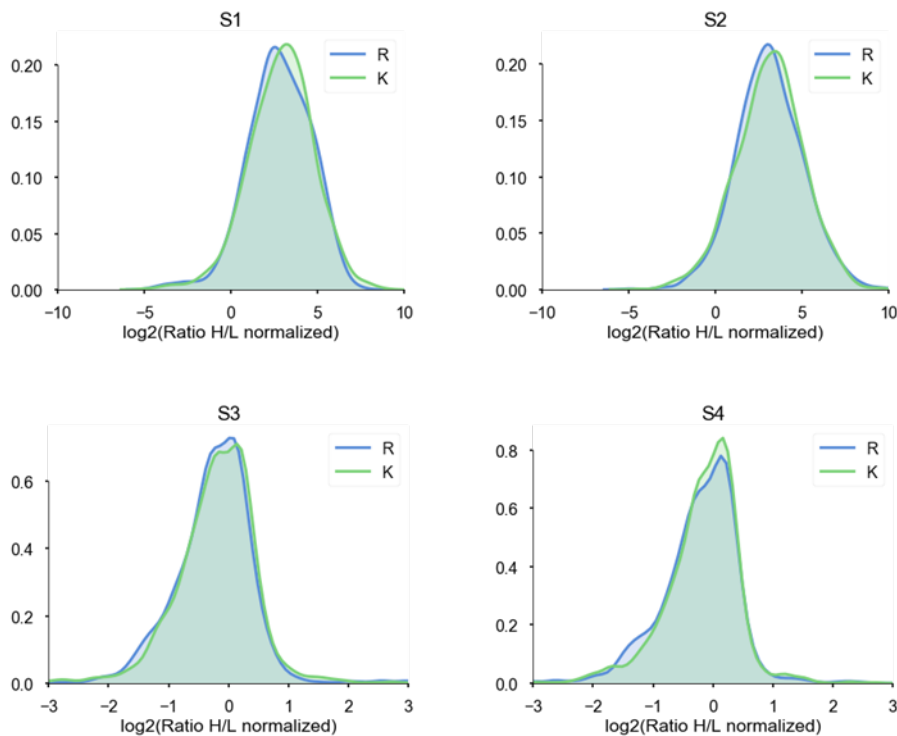 S1
R
K
0.20
0.15
0.10
0.05
0.00
−10 −5 0 5 10
log2(Ratio H/L normalized)
S2
R
K
0.20
0.15
0.10
0.05
0.00
−10 −5 0 5 10
log2(Ratio H/L normalized)
S3
R
K
0.6
0.4
0.2
0.0
−3 −2 −1 0 1 2 3
log2(Ratio H/L normalized)
S4
R
K
0.8
0.6
0.4
0.2
0.0
−3 −2 −1 0 1 2 3
log2(Ratio H/L normalized)